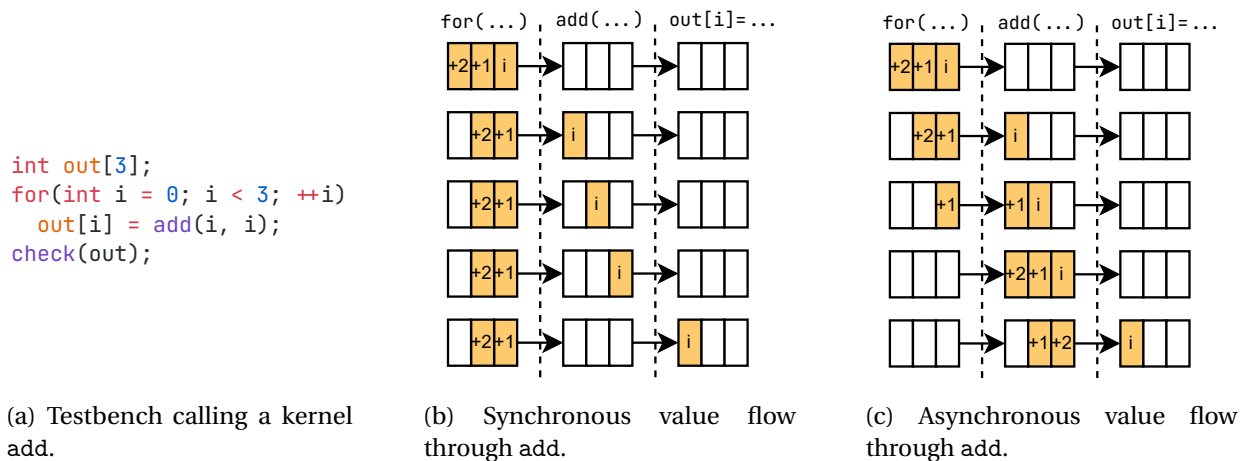 for(...) add(...) out[i]=...
for(...) add(...) out[i]=...
+2 +1 i
+2 +1 i
+2 +1 i
+2 +1 i
int out[3];
for(int i = 0; i < 3; ++i)
out[i] = add(i, i);
check(out);
+2 +1 i
+1 +1 i
+2 +1 i
+2 +1 i
+2 +1 i
+1 +2 i
(a) Testbench calling a kernel
add.
(b) Synchronous value flow
through add.
(c) Asynchronous value flow
through add.